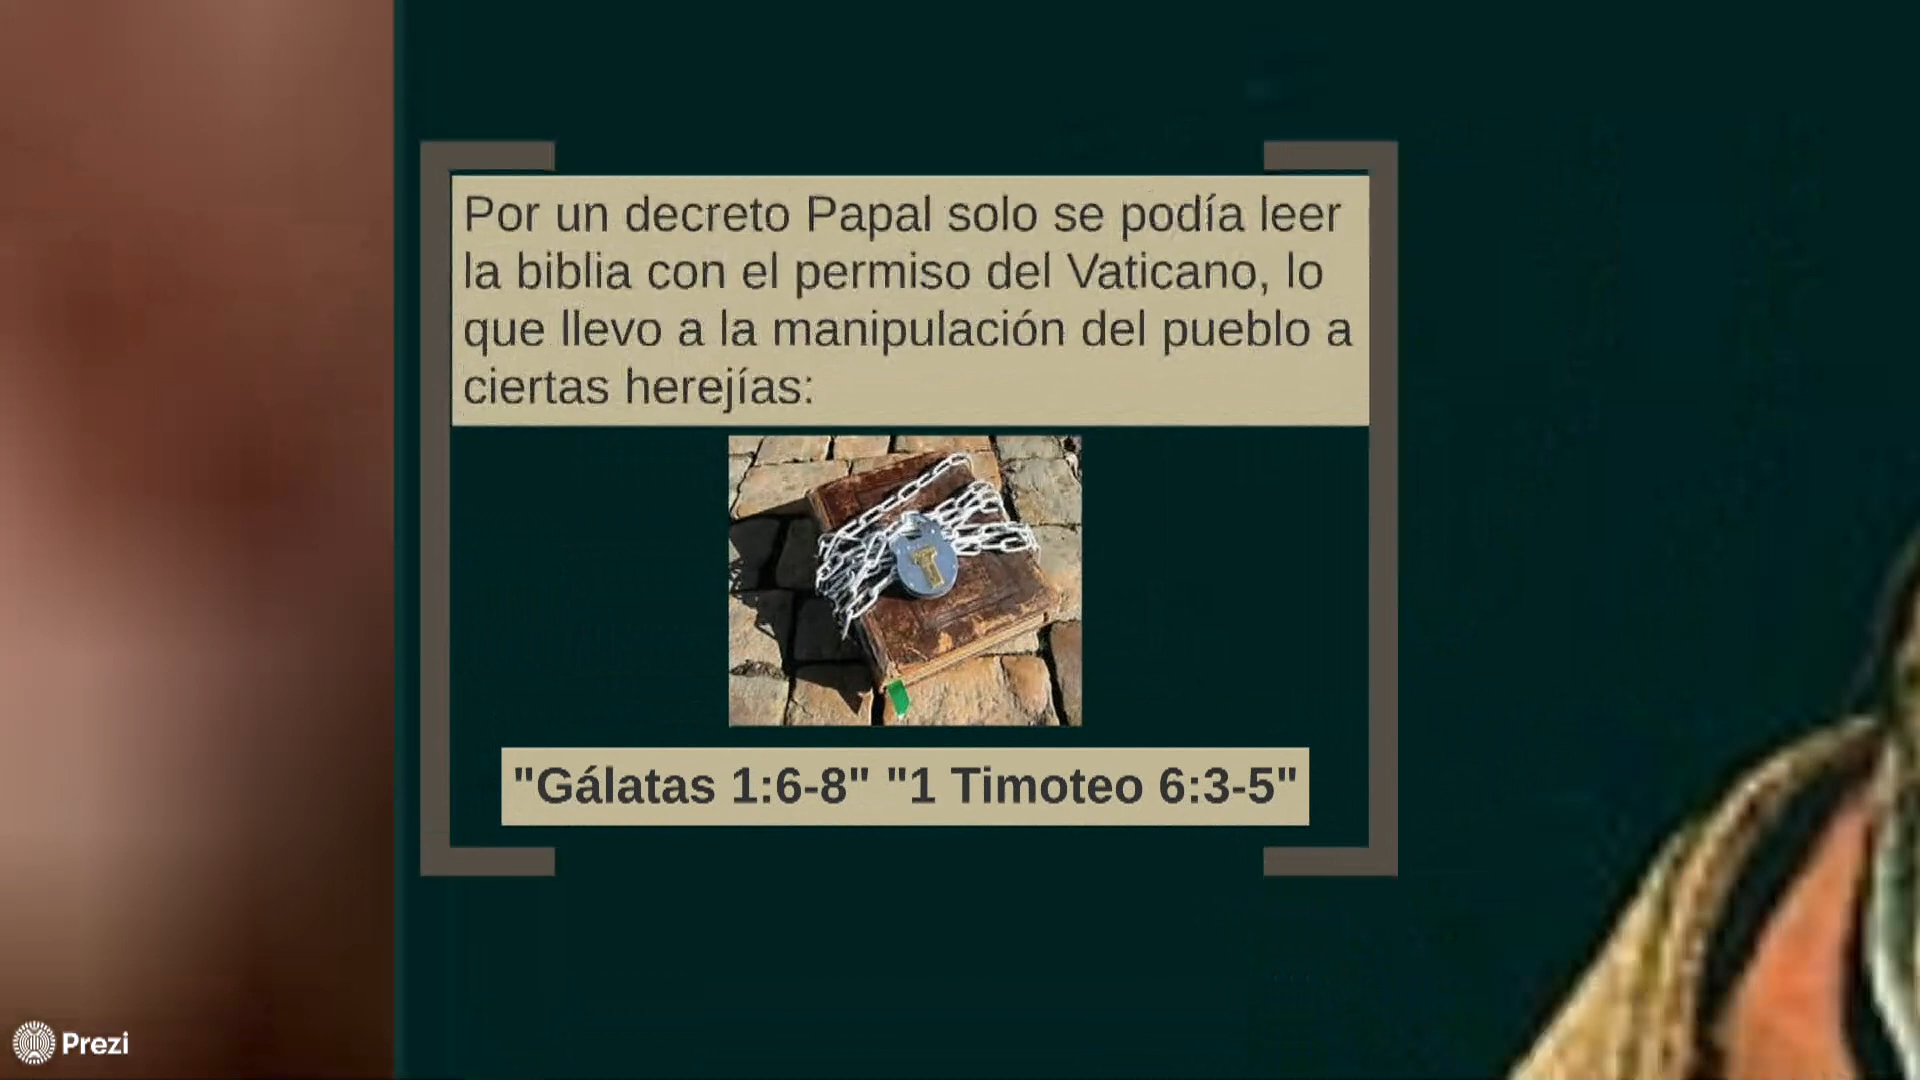 Por un decreto Papal solo se podía leer
la biblia con el permiso del Vaticano, lo
que llevo a la manipulación del pueblo a
ciertas herejías:
"Gálatas 1:6-8" "1 Timoteo 6:3-5"
Prezi